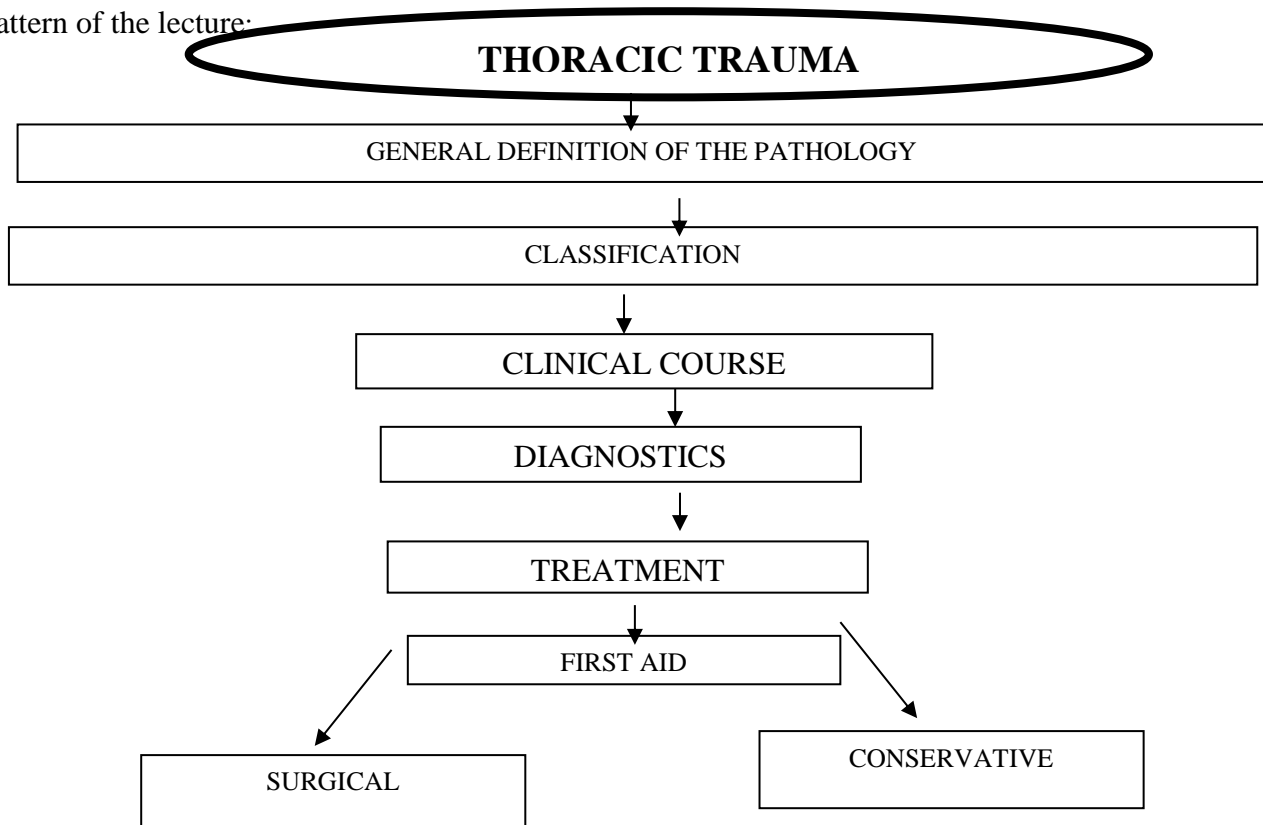 attern of the lecture:
THORACIC TRAUMA
GENERAL DEFINITION OF THE PATHOLOGY
CLASSIFICATION
CLINICAL COURSE
DIAGNOSTICS
TREATMENT
FIRST AID
SURGICAL
CONSERVATIVE